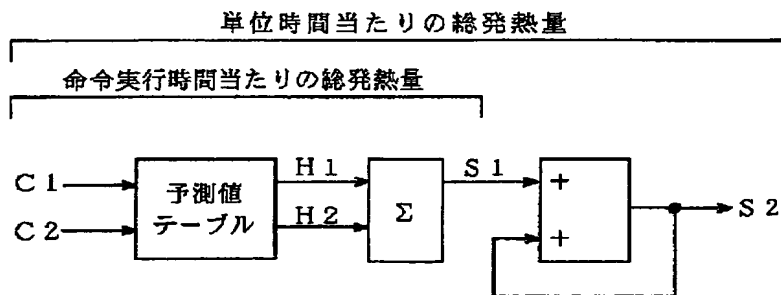 単位時間当たりの総発熱量
命令実行時間当たりの総発熱量
C1
C2
予測値
テーブル
H1
H2
Σ
S1
+
+
S2